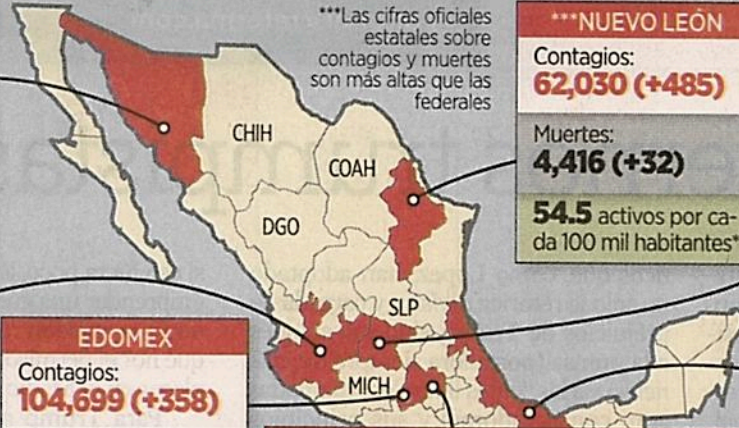 ***Las cifras oficiales
estatales sobre
contagios y muertes
son más altas que las
federales
***NUEVO LEÓN
Contagios:
62,030 (+485)
Muertes:
4,416 (+32)
54.5 activos por ca-
da 100 mil habitantes*
CHIH
COAH
DGO
SLP
MICH
EDOMEX
Contagios:
104,699 (+358)